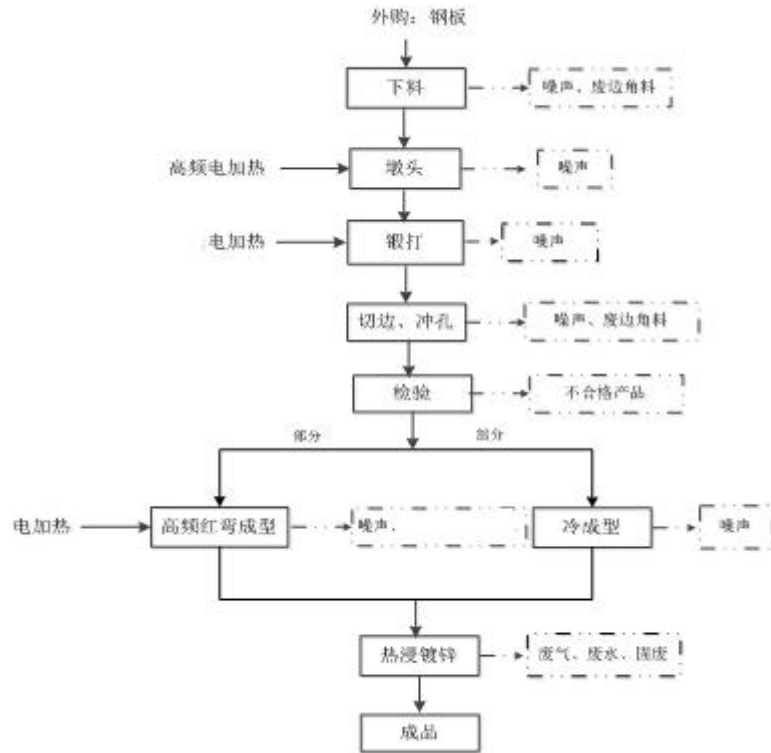 外购：钢板
下料
噪声、废边角料
高频电加热
墩头
噪声
电加热
锻打
噪声
切边、冲孔
噪声、废边角料
检验
不合格产品
部分
部分
电加热
高频红弯成型
噪声、
冷成型
噪声
热浸镀锌
废气、废水、固废
成品